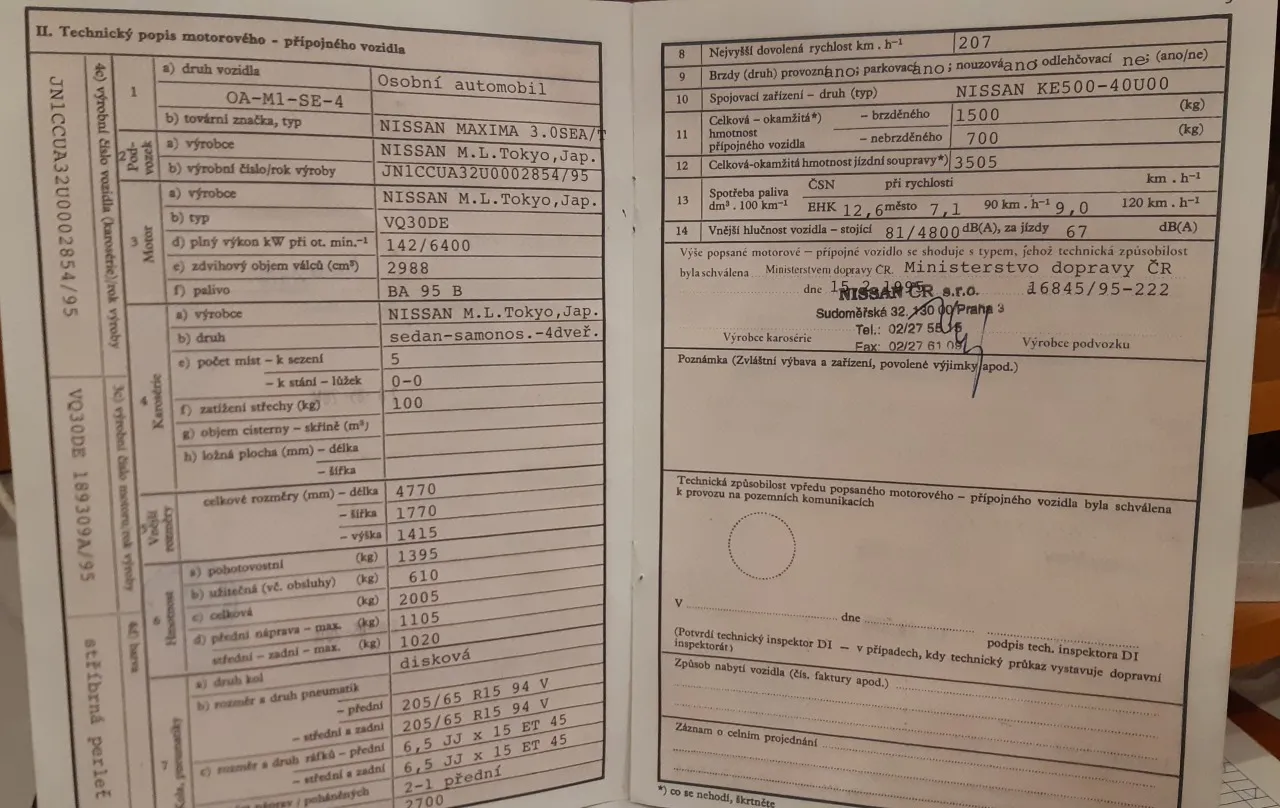 II. Technický popis motorového - přípojného vozidla
4c) výrobní číslo vozidla (karosérie)/rok výroby
JN1CCUA32U0002854/95
3c) výrobní číslo motoru/rok výroby
VQ30DE 189309A/95
4d) barva
stříbrná perleť
1
a) druh vozidla
Osobní automobil
OA-M1-SE-4
b) tovární značka, typ
NISSAN MAXIMA 3.0SEA/T
2
Pod-
vozek
a) výrobce
NISSAN M.L.Tokyo,Jap.
b) výrobní číslo/rok výroby
JN1CCUA32U0002854/95
3
Motor
a) výrobce
NISSAN M.L.Tokyo,Jap.
b) typ
VQ30DE
d) plný výkon kW při ot. min.⁻¹
142/6400
e) zdvihový objem válců (cm³)
2988
f) palivo
BA 95 B
4
Karosérie
a) výrobce
NISSAN M.L.Tokyo,Jap.
b) druh
sedan-samonos.-4dveř.
e) počet míst – k sezení
5
– k stání – lůžek
0-0
f) zatížení střechy (kg)
100
g) objem cisterny – skříně (m³)
h) ložná plocha (mm) – délka
– šířka
5
Vnější
rozměry
celkové rozměry (mm) – délka
4770
– šířka
1770
– výška
1415
6
Hmotnost
a) pohotovostní (kg)
1395
b) užitečná (vč. obsluhy) (kg)
610
c) celková (kg)
2005
d) přední náprava – max. (kg)
1105
střední – zadní – max. (kg)
1020
7
Kola, pneumatiky
a) druh kol
disková
b) rozměr a druh pneumatik
– přední
205/65 R15 94 V
– střední a zadní
205/65 R15 94 V
c) rozměr a druh ráfků – přední
6,5 JJ x 15 ET 45
– střední a zadní
6,5 JJ x 15 ET 45
poháněných
2-1 přední
2700
8 Nejvyšší dovolená rychlost km . h⁻¹ 207
9 Brzdy (druh) provozn ano; parkovací ano; nouzová ano odlehčovací ne; (ano/ne)
10 Spojovací zařízení – druh (typ) NISSAN KE500-40U00
11 Celková – okamžitá*)
hmotnost
přípojného vozidla
– brzděného 1500 (kg)
– nebrzděného 700 (kg)
12 Celková-okamžitá hmotnost jízdní soupravy*) 3505
13 Spotřeba paliva
dm³ . 100 km⁻¹
ČSN při rychlosti km . h⁻¹
EHK 12,6 město 7,1 90 km . h⁻¹ 9,0 120 km . h⁻¹
14 Vnější hlučnost vozidla – stojící 81/4800 dB(A), za jízdy 67 dB(A)
Výše popsané motorové – přípojné vozidlo se shoduje s typem, jehož technická způsobilost
byla schválena Ministerstvem dopravy ČR. Ministerstvo dopravy ČR
dne 15. 2. 1995 č16845/95-222
NISSAN ČR s.r.o.
Sudoměřská 32, 130 00 Praha 3
Tel.: 02/27
Fax: 02/27 61 09
Výrobce karosérie
Výrobce podvozku
Poznámka (Zvláštní výbava a zařízení, povolené výjimky apod.)
Technická způsobilost vpředu popsaného motorového – přípojného vozidla byla schválena
k provozu na pozemních komunikacích
V dne
podpis tech. inspektora DI
(Potvrdí technický inspektor DI – v případech, kdy technický průkaz vystavuje dopravní
inspektorát)
Způsob nabytí vozidla (čís. faktury apod.)
Záznam o celním projednání
*) co se nehodí, škrtněte